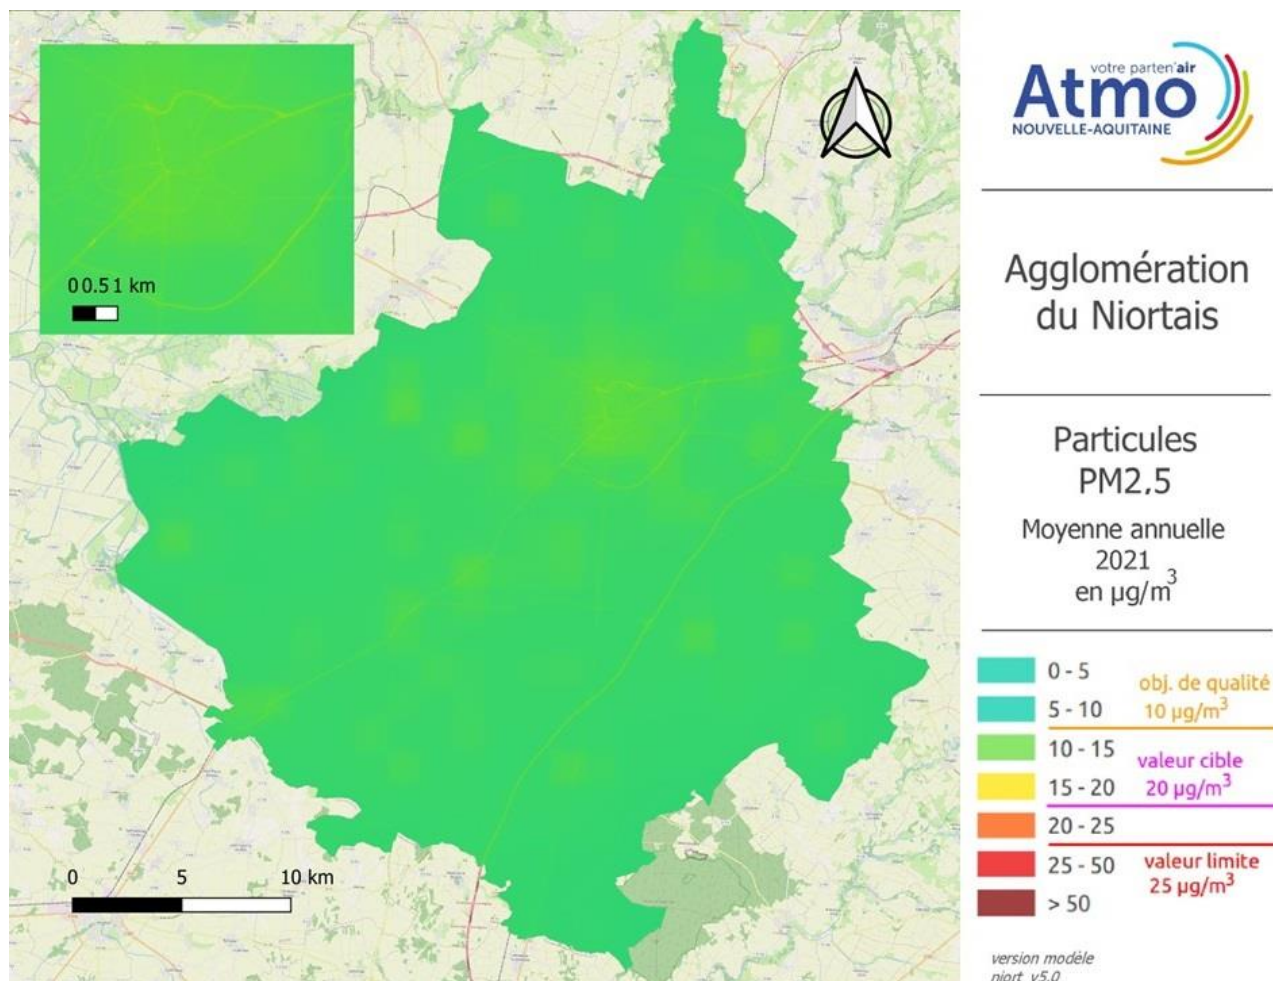 0 0.5 1 km
0 5 10 km
votre parten'air
Atmo
NOUVELLE-AQUITAINE
Agglomération
du Niortais
Particules
PM2,5
Moyenne annuelle
2021
en µg/m³
0 - 5
5 - 10
obj. de qualité
10 µg/m³
10 - 15
15 - 20
valeur cible
20 µg/m³
20 - 25
25 - 50
valeur limite
25 µg/m³
> 50
version modèle
niort_v5.0